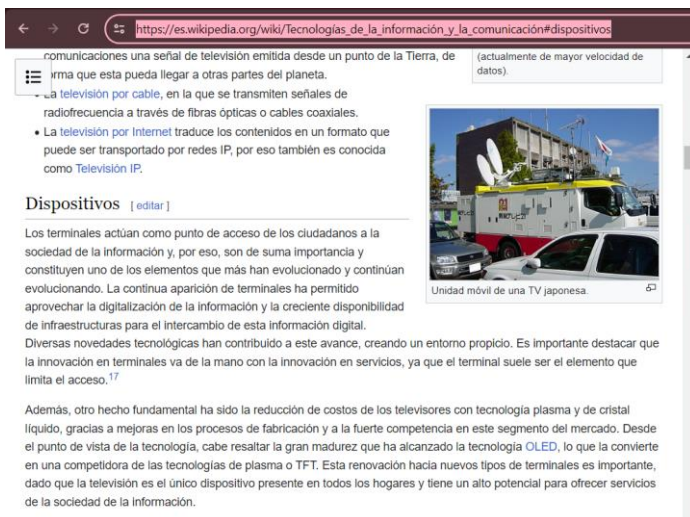 https://es.wikipedia.org/wiki/Tecnologías_de_la_información_y_la_comunicación#dispositivos
comunicaciones una señal de televisión emitida desde un punto de la Tierra, de
forma que esta pueda llegar a otras partes del planeta.
La televisión por cable, en la que se transmiten señales de
radiofrecuencia a través de fibras ópticas o cables coaxiales.
La televisión por Internet traduce los contenidos en un formato que
puede ser transportado por redes IP, por eso también es conocida
como Televisión IP.
(actualmente de mayor velocidad de
datos).
Unidad móvil de una TV japonesa.
Dispositivos [editar]
Los terminales actúan como punto de acceso de los ciudadanos a la
sociedad de la información y, por eso, son de suma importancia y
constituyen uno de los elementos que más han evolucionado y continúan
evolucionando. La continua aparición de terminales ha permitido
aprovechar la digitalización de la información y la creciente disponibilidad
de infraestructuras para el intercambio de esta información digital.
Diversas novedades tecnológicas han contribuido a este avance, creando un entorno propicio. Es importante destacar que
la innovación en terminales va de la mano con la innovación en servicios, ya que el terminal suele ser el elemento que
limita el acceso.17
Además, otro hecho fundamental ha sido la reducción de costos de los televisores con tecnología plasma y de cristal
líquido, gracias a mejoras en los procesos de fabricación y a la fuerte competencia en este segmento del mercado. Desde
el punto de vista de la tecnología, cabe resaltar la gran madurez que ha alcanzado la tecnología OLED, lo que la convierte
en una competidora de las tecnologías de plasma o TFT. Esta renovación hacia nuevos tipos de terminales es importante,
dado que la televisión es el único dispositivo presente en todos los hogares y tiene un alto potencial para ofrecer servicios
de la sociedad de la información.